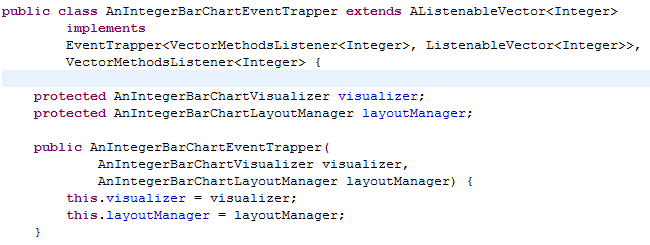 public class AnIntegerBarChartEventTrapper extends AListenableVector<Integer>
        implements
        EventTrapper<VectorMethodsListener<Integer>, ListenableVector<Integer>>,
        VectorMethodsListener<Integer> {
    protected AnIntegerBarChartVisualizer visualizer;
    protected AnIntegerBarChartLayoutManager layoutManager;
    public AnIntegerBarChartEventTrapper(
            AnIntegerBarChartVisualizer visualizer,
            AnIntegerBarChartLayoutManager layoutManager) {
        this.visualizer = visualizer;
        this.layoutManager = layoutManager;
    }